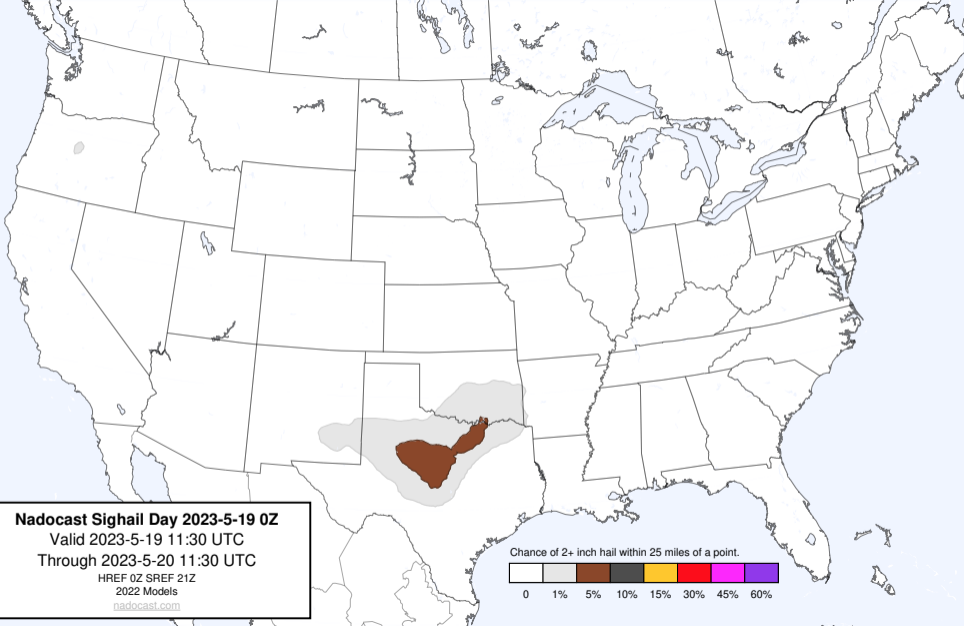 Nadocast Sighail Day 2023-5-19 0Z
Valid 2023-5-19 11:30 UTC
Through 2023-5-20 11:30 UTC
HREF 0Z SREF 21Z
2022 Models
nadocast.com
Chance of 2+ inch hail within 25 miles of a point.
0 1% 5% 10% 15% 30% 45% 60%